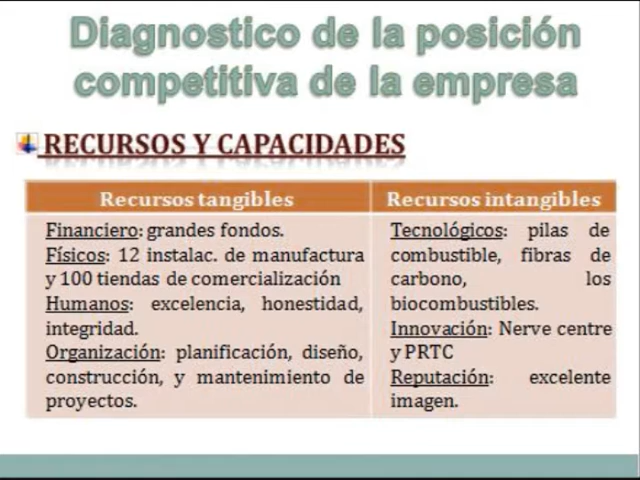 Diagnostico de la posición
competitiva de la empresa
RECURSOS Y CAPACIDADES
Recursos tangibles
Financiero: grandes fondos.
Físicos: 12 instalac. de manufactura
y 100 tiendas de comercialización
Humanos: excelencia, honestidad,
integridad.
Organización: planificación, diseño,
construcción, y mantenimiento de
proyectos.
Recursos intangibles
Tecnológicos: pilas de
combustible, fibras de
carbono, los
biocombustibles.
Innovación: Nerve centre
y PRTC
Reputación: excelente
imagen.